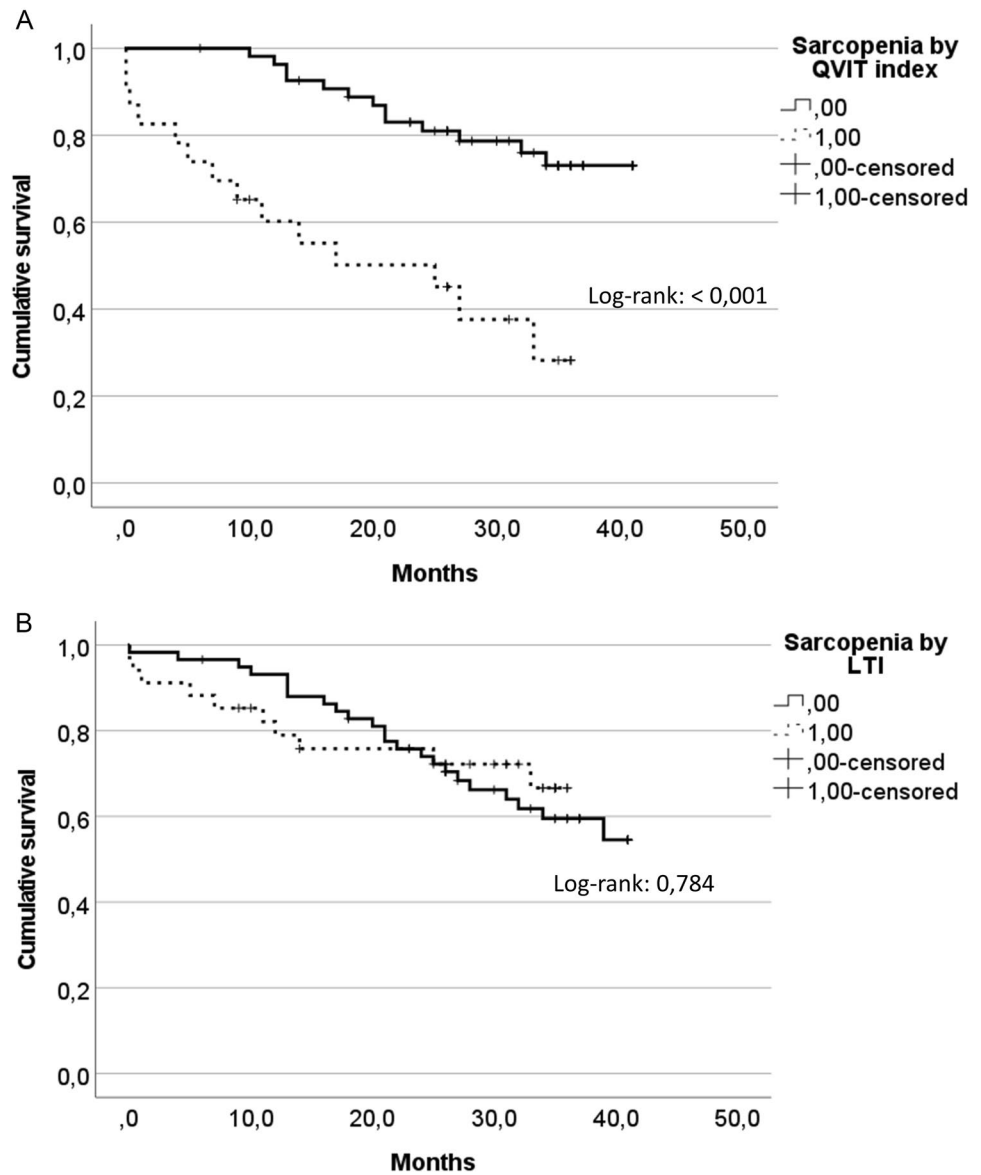 A
Sarcopenia by
QVIT index
,00
1,00
,00-censored
1,00-censored
Cumulative survival
1,0
0,8
0,6
0,4
0,2
0,0
Log-rank: < 0,001
,0 10,0 20,0 30,0 40,0 50,0
Months
B
Sarcopenia by
LTI
,00
1,00
,00-censored
1,00-censored
Cumulative survival
1,0
0,8
0,6
0,4
0,2
0,0
Log-rank: 0,784
,0 10,0 20,0 30,0 40,0 50,0
Months